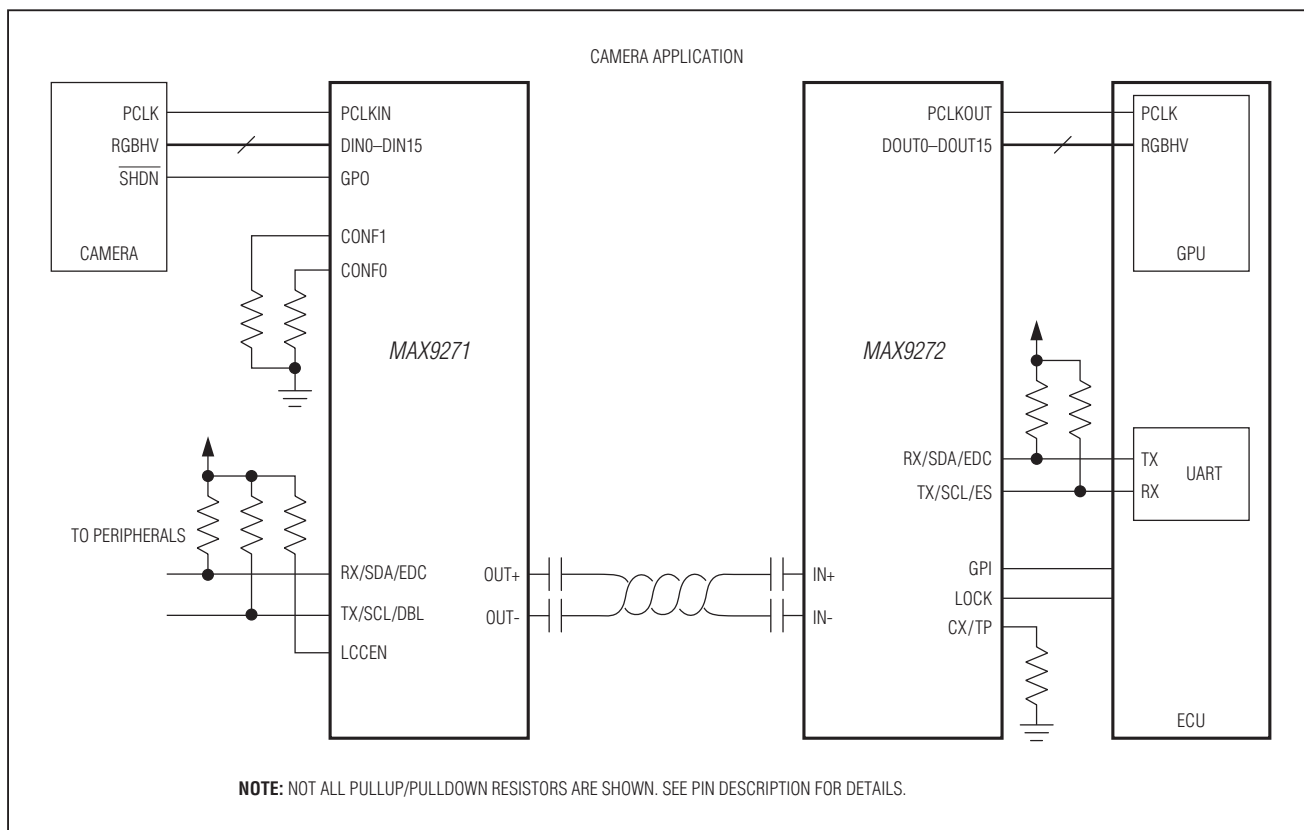 CAMERA APPLICATION
PCLK
RGBHV
SHDN
CAMERA
PCLKIN
DIN0–DIN15
GPO
CONF1
CONF0
MAX9271
TO PERIPHERALS
RX/SDA/EDC
TX/SCL/DBL
LCCEN
OUT+
OUT-
IN+
IN-
MAX9272
PCLKOUT
DOUT0–DOUT15
RX/SDA/EDC
TX/SCL/ES
GPI
LOCK
CX/TP
PCLK
RGBHV
GPU
TX
RX
UART
ECU
NOTE: NOT ALL PULLUP/PULLDOWN RESISTORS ARE SHOWN. SEE PIN DESCRIPTION FOR DETAILS.